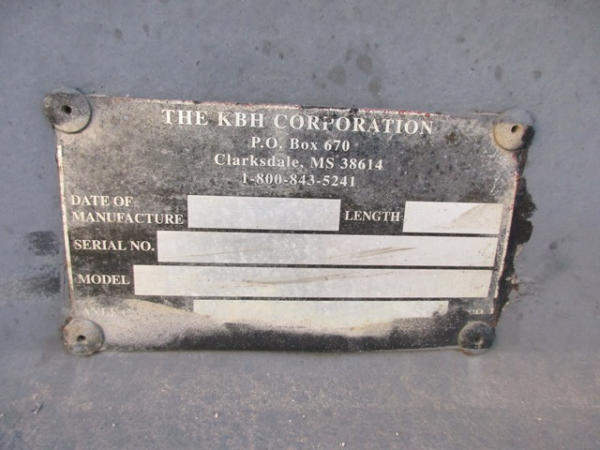 THE KBH CORPORATION
P.O. Box 670
Clarksdale, MS 38614
1-800-843-5241
DATE OF
MANUFACTURE LENGTH
SERIAL NO.
MODEL